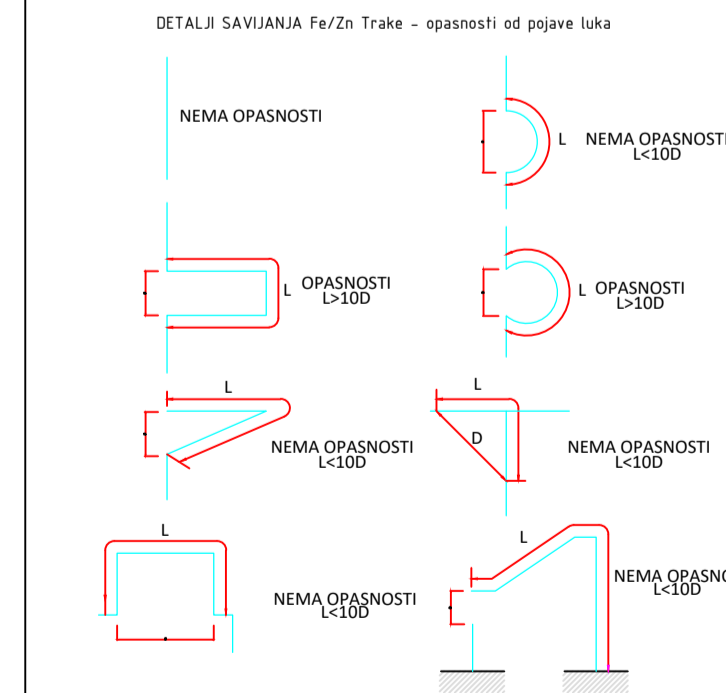 DETALJI SAVIJANJA Fe/Zn Trake - opasnosti od pojave luka
NEMA OPASNOSTI
L
NEMA OPASNOSTI
L<10D
L
OPASNOSTI
L>10D
L
OPASNOSTI
L>10D
L
NEMA OPASNOSTI
L<10D
L
D
NEMA OPASNOSTI
L<10D
L
NEMA OPASNOSTI
L<10D
L
NEMA OPASNO
L<10D